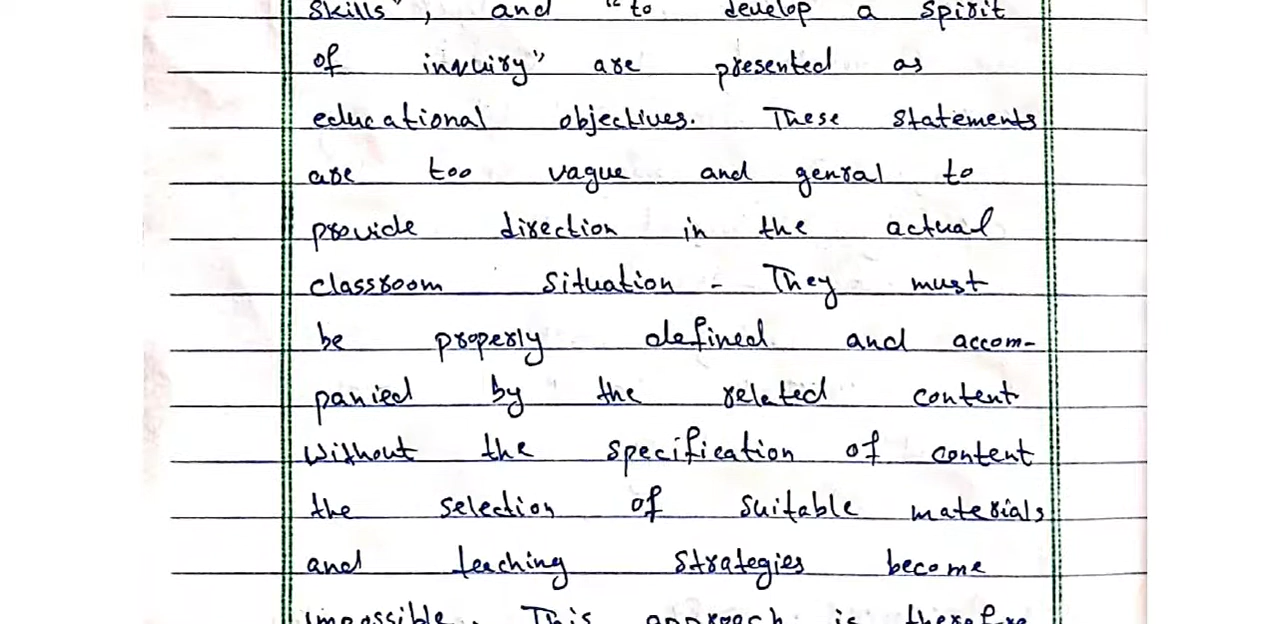 skills", and "to develop a spirit
of inquiry" are presented as
educational objectives. These statements
are too vague and genral to
provide direction in the actual
classroom situation. They must
be properly defined and accom-
panied by the related content
without the specification of content
the selection of suitable materials
and teaching strategies become
impossible. This approach is therefore